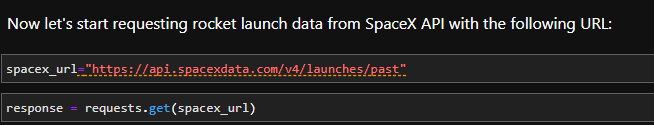 Now let's start requesting rocket launch data from SpaceX API with the following URL:
spacex_url="https://api.spacexdata.com/v4/launches/past"
response = requests.get(spacex_url)